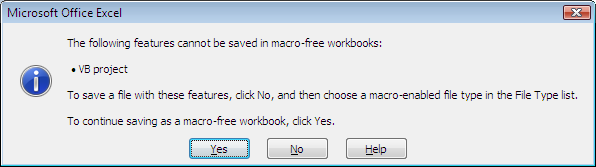 Microsoft Office Excel
The following features cannot be saved in macro-free workbooks:
• VB project
To save a file with these features, click No, and then choose a macro-enabled file type in the File Type list.
To continue saving as a macro-free workbook, click Yes.
Yes No Help